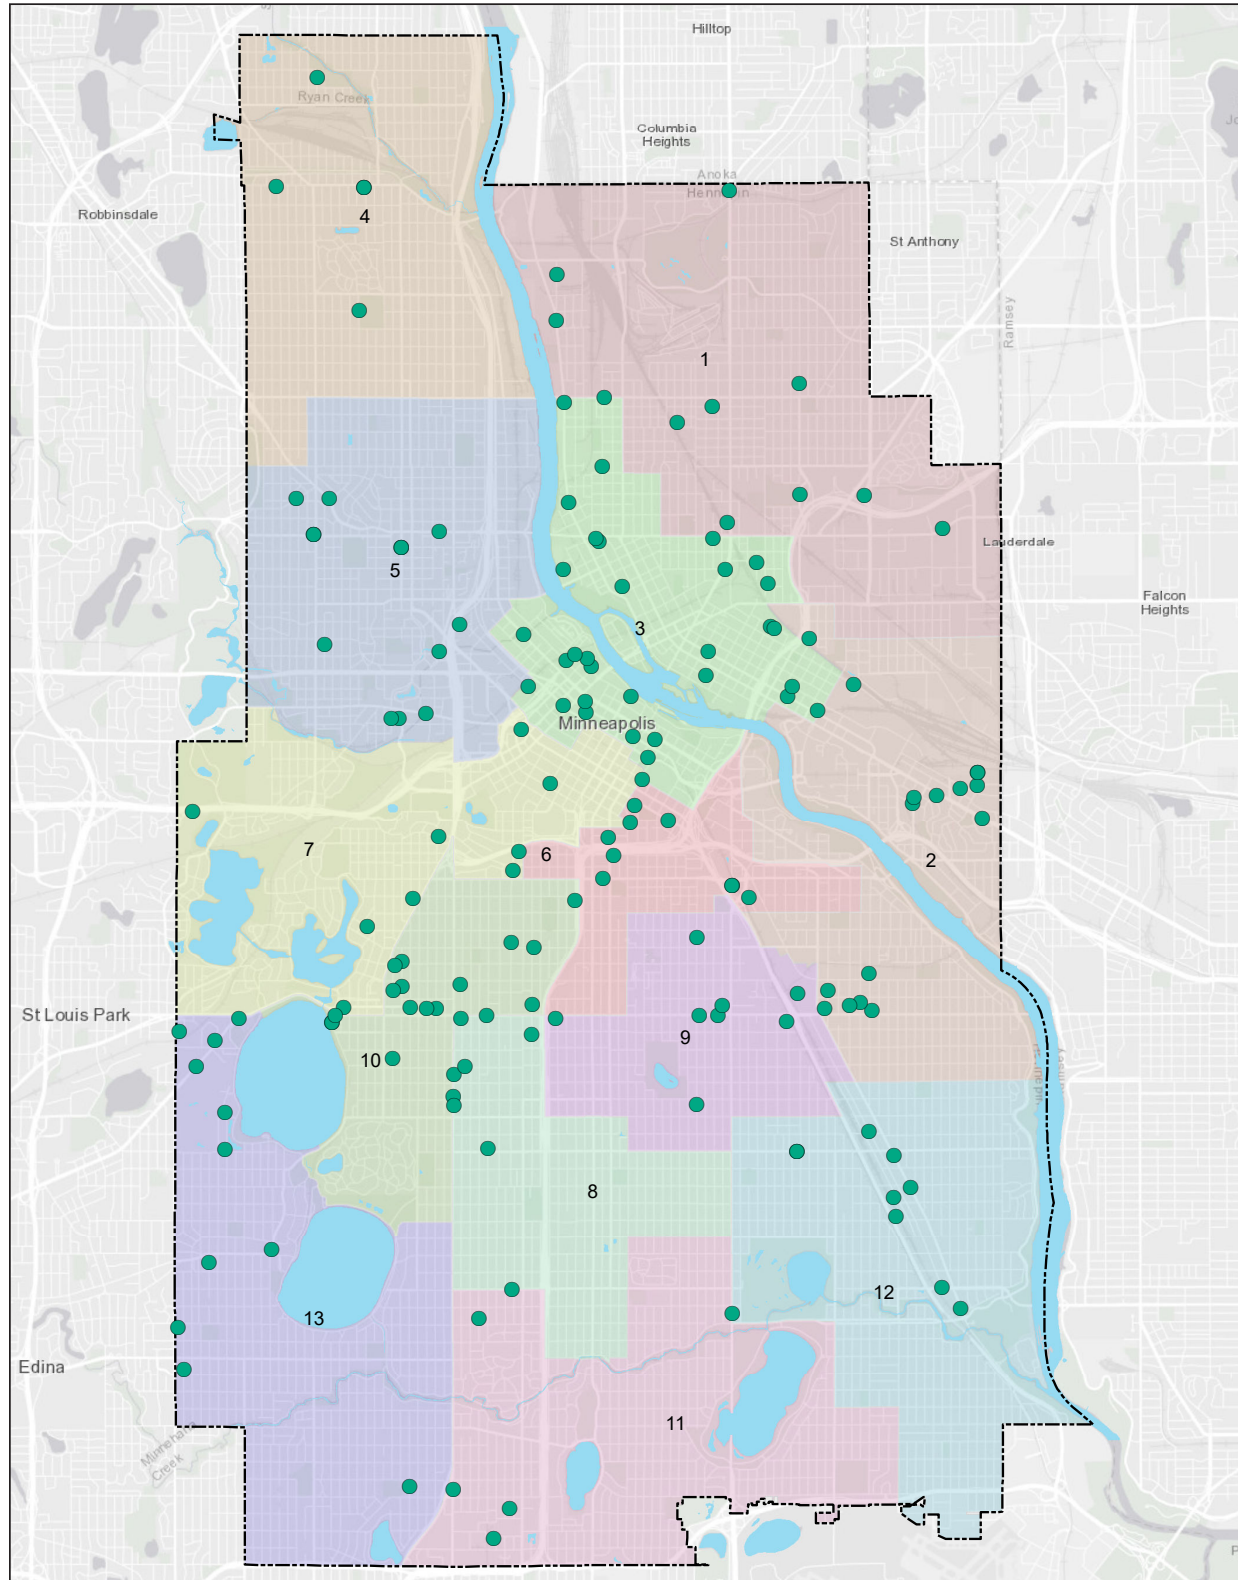 Hilltop
Ryan Creek
Columbia
Heights
Anoka
Hennepin
Robbinsdale
4
St Anthony
Ramsey
1
Lauderdale
5
Falcon
Heights
3
Minneapolis
7
6
2
St Louis Park
9
10
8
12
13
Edina
11
Minnehaha
Creek